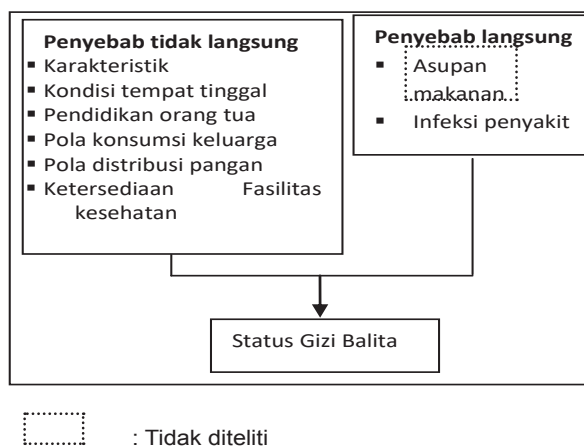 Penyebab tidak langsung
▪ Karakteristik
▪ Kondisi tempat tinggal
▪ Pendidikan orang tua
▪ Pola konsumsi keluarga
▪ Pola distribusi pangan
▪ Ketersediaan Fasilitas
kesehatan
Penyebab langsung
▪ Asupan
makanan
▪ Infeksi penyakit
Status Gizi Balita
: Tidak diteliti